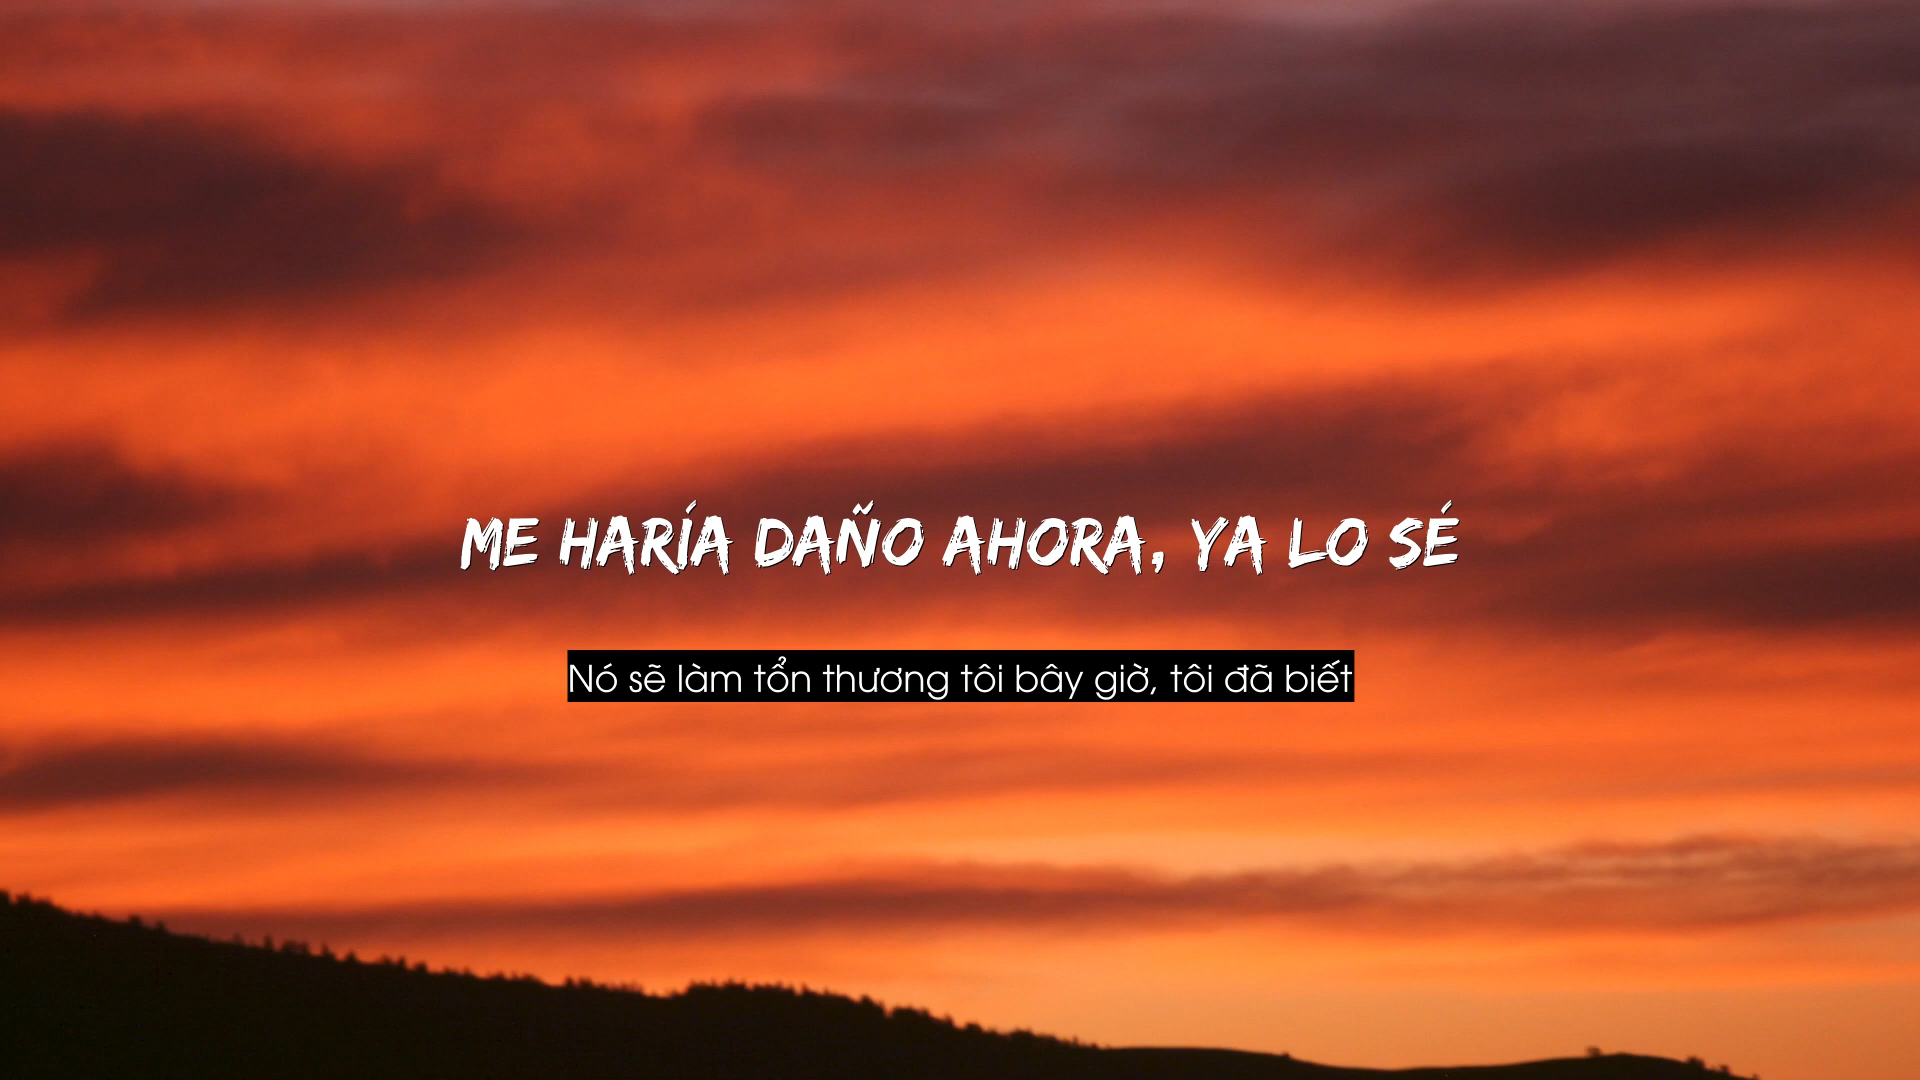 ME HARÍA DAÑO AHORA, YA LO SÉ
Nó sẽ làm tổn thương tôi bây giờ, tôi đã biết